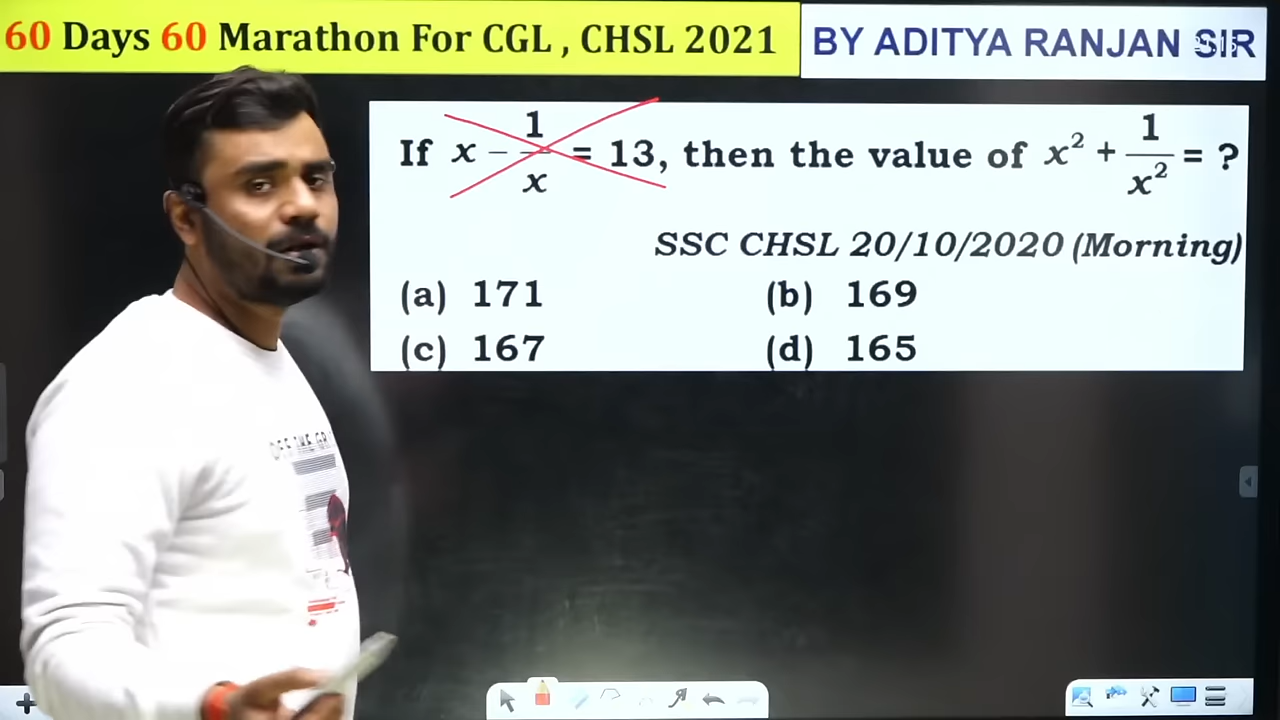 60 Days 60 Marathon For CGL , CHSL 2021
BY ADITYA RANJAN SIR
If x − 1/x = 13, then the value of x² + 1/x² = ?
SSC CHSL 20/10/2020 (Morning)
(a) 171 (b) 169
(c) 167 (d) 165